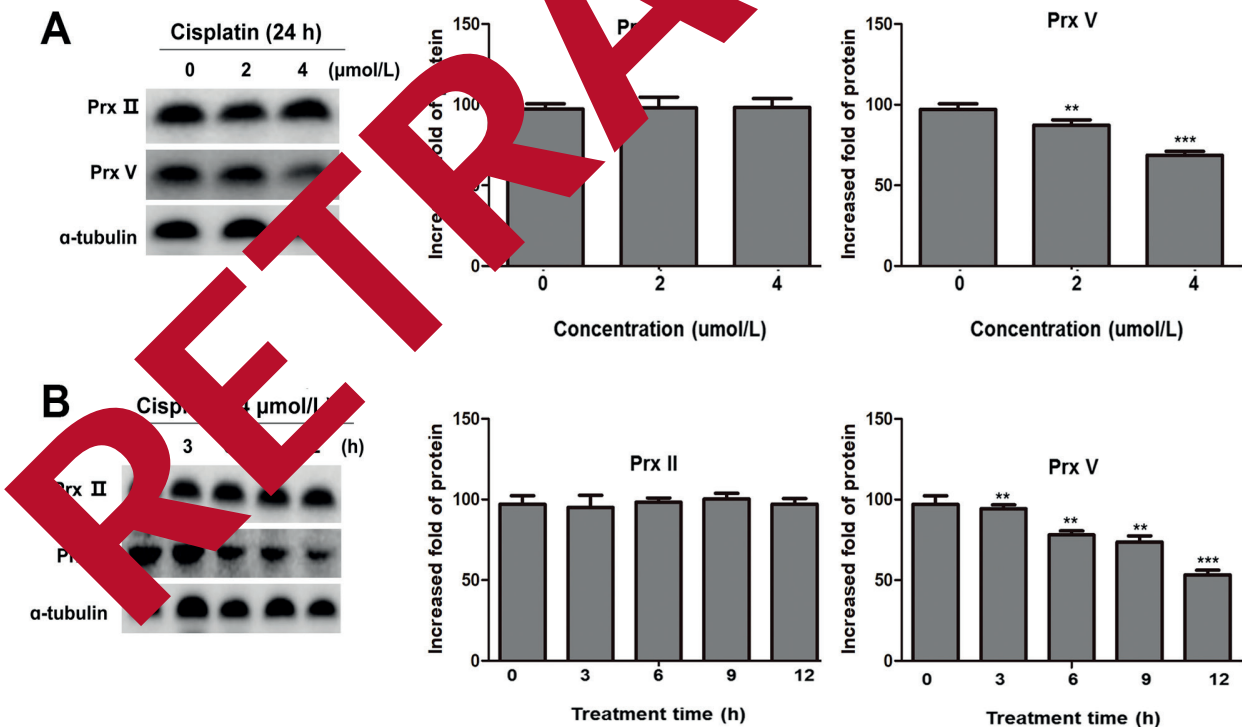 A
Cisplatin (24 h)
0 2 4 (μmol/L)
Prx Ⅱ
Prx V
α-tubulin
Increased fold of protein
150
100
50
0
0 2 4
Concentration (umol/L)
Prx V
Increased fold of protein
150
100
50
0
**
***
0 2 4
Concentration (umol/L)
B
μmol/L
3 (h)
Prx Ⅱ
α-tubulin
Prx II
Increased fold of protein
150
100
50
0
0 3 6 9 12
Treatment time (h)
Prx V
Increased fold of protein
150
100
50
0
**
**
**
***
0 3 6 9 12
Treatment time (h)
RETRA